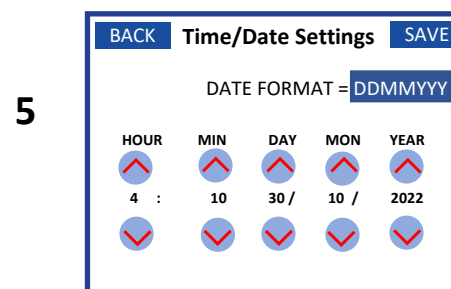 BACK Time/Date Settings SAVE
DATE FORMAT = DDMMYYY
5
HOUR MIN DAY MON YEAR
4 : 10 30 / 10 / 2022